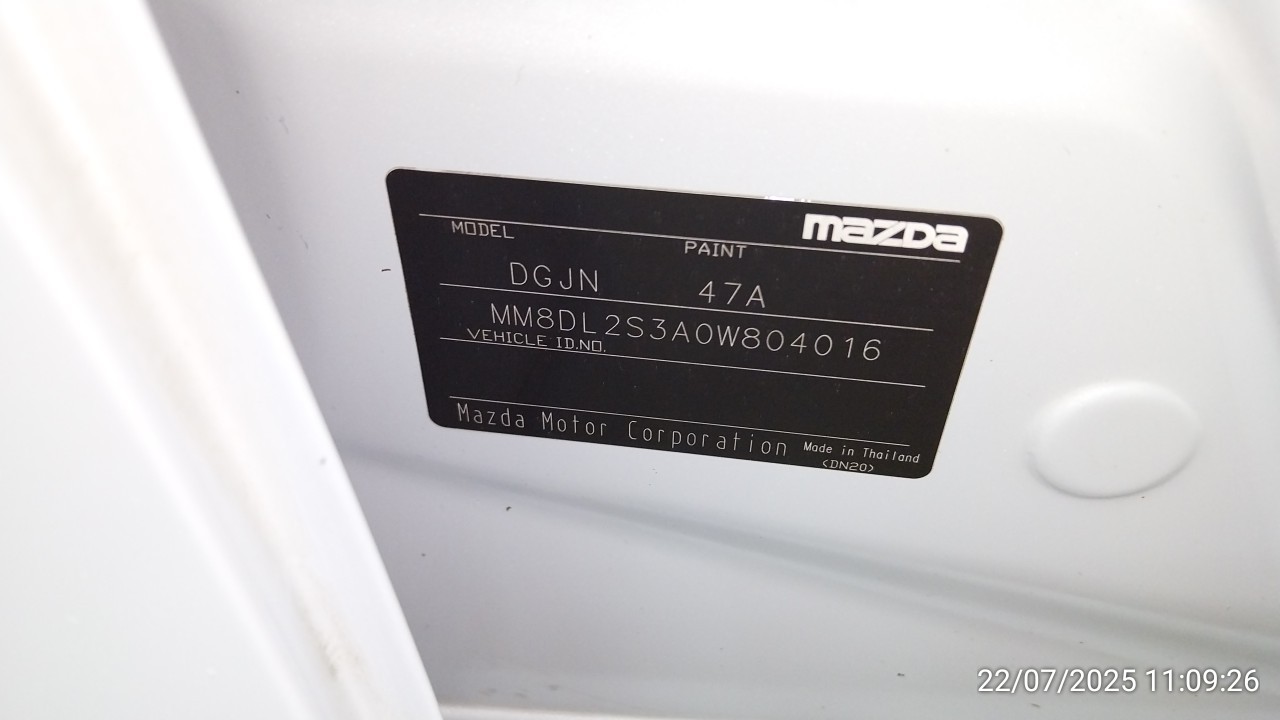 mazda
MODEL PAINT
DGJN 47A
MM8DL2S3A0W804016
VEHICLE ID.NO.
Mazda Motor Corporation Made in Thailand
<DN20>
22/07/2025 11:09:26